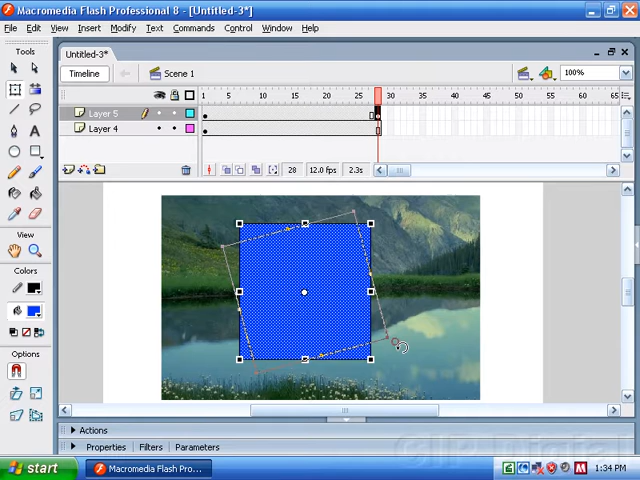 Macromedia Flash Professional 8 - [Untitled-3*]
File Edit View Insert Modify Text Commands Control Window Help
Tools
Untitled-3*
Timeline Scene 1 100%
1 5 10 15 20 25 30 35 40 45 50 55 60 65
Layer 5
Layer 4
28 12.0 fps 2.3s
View
Colors
Options
Actions
Properties Filters Parameters
start Macromedia Flash Pro... 1:34 PM